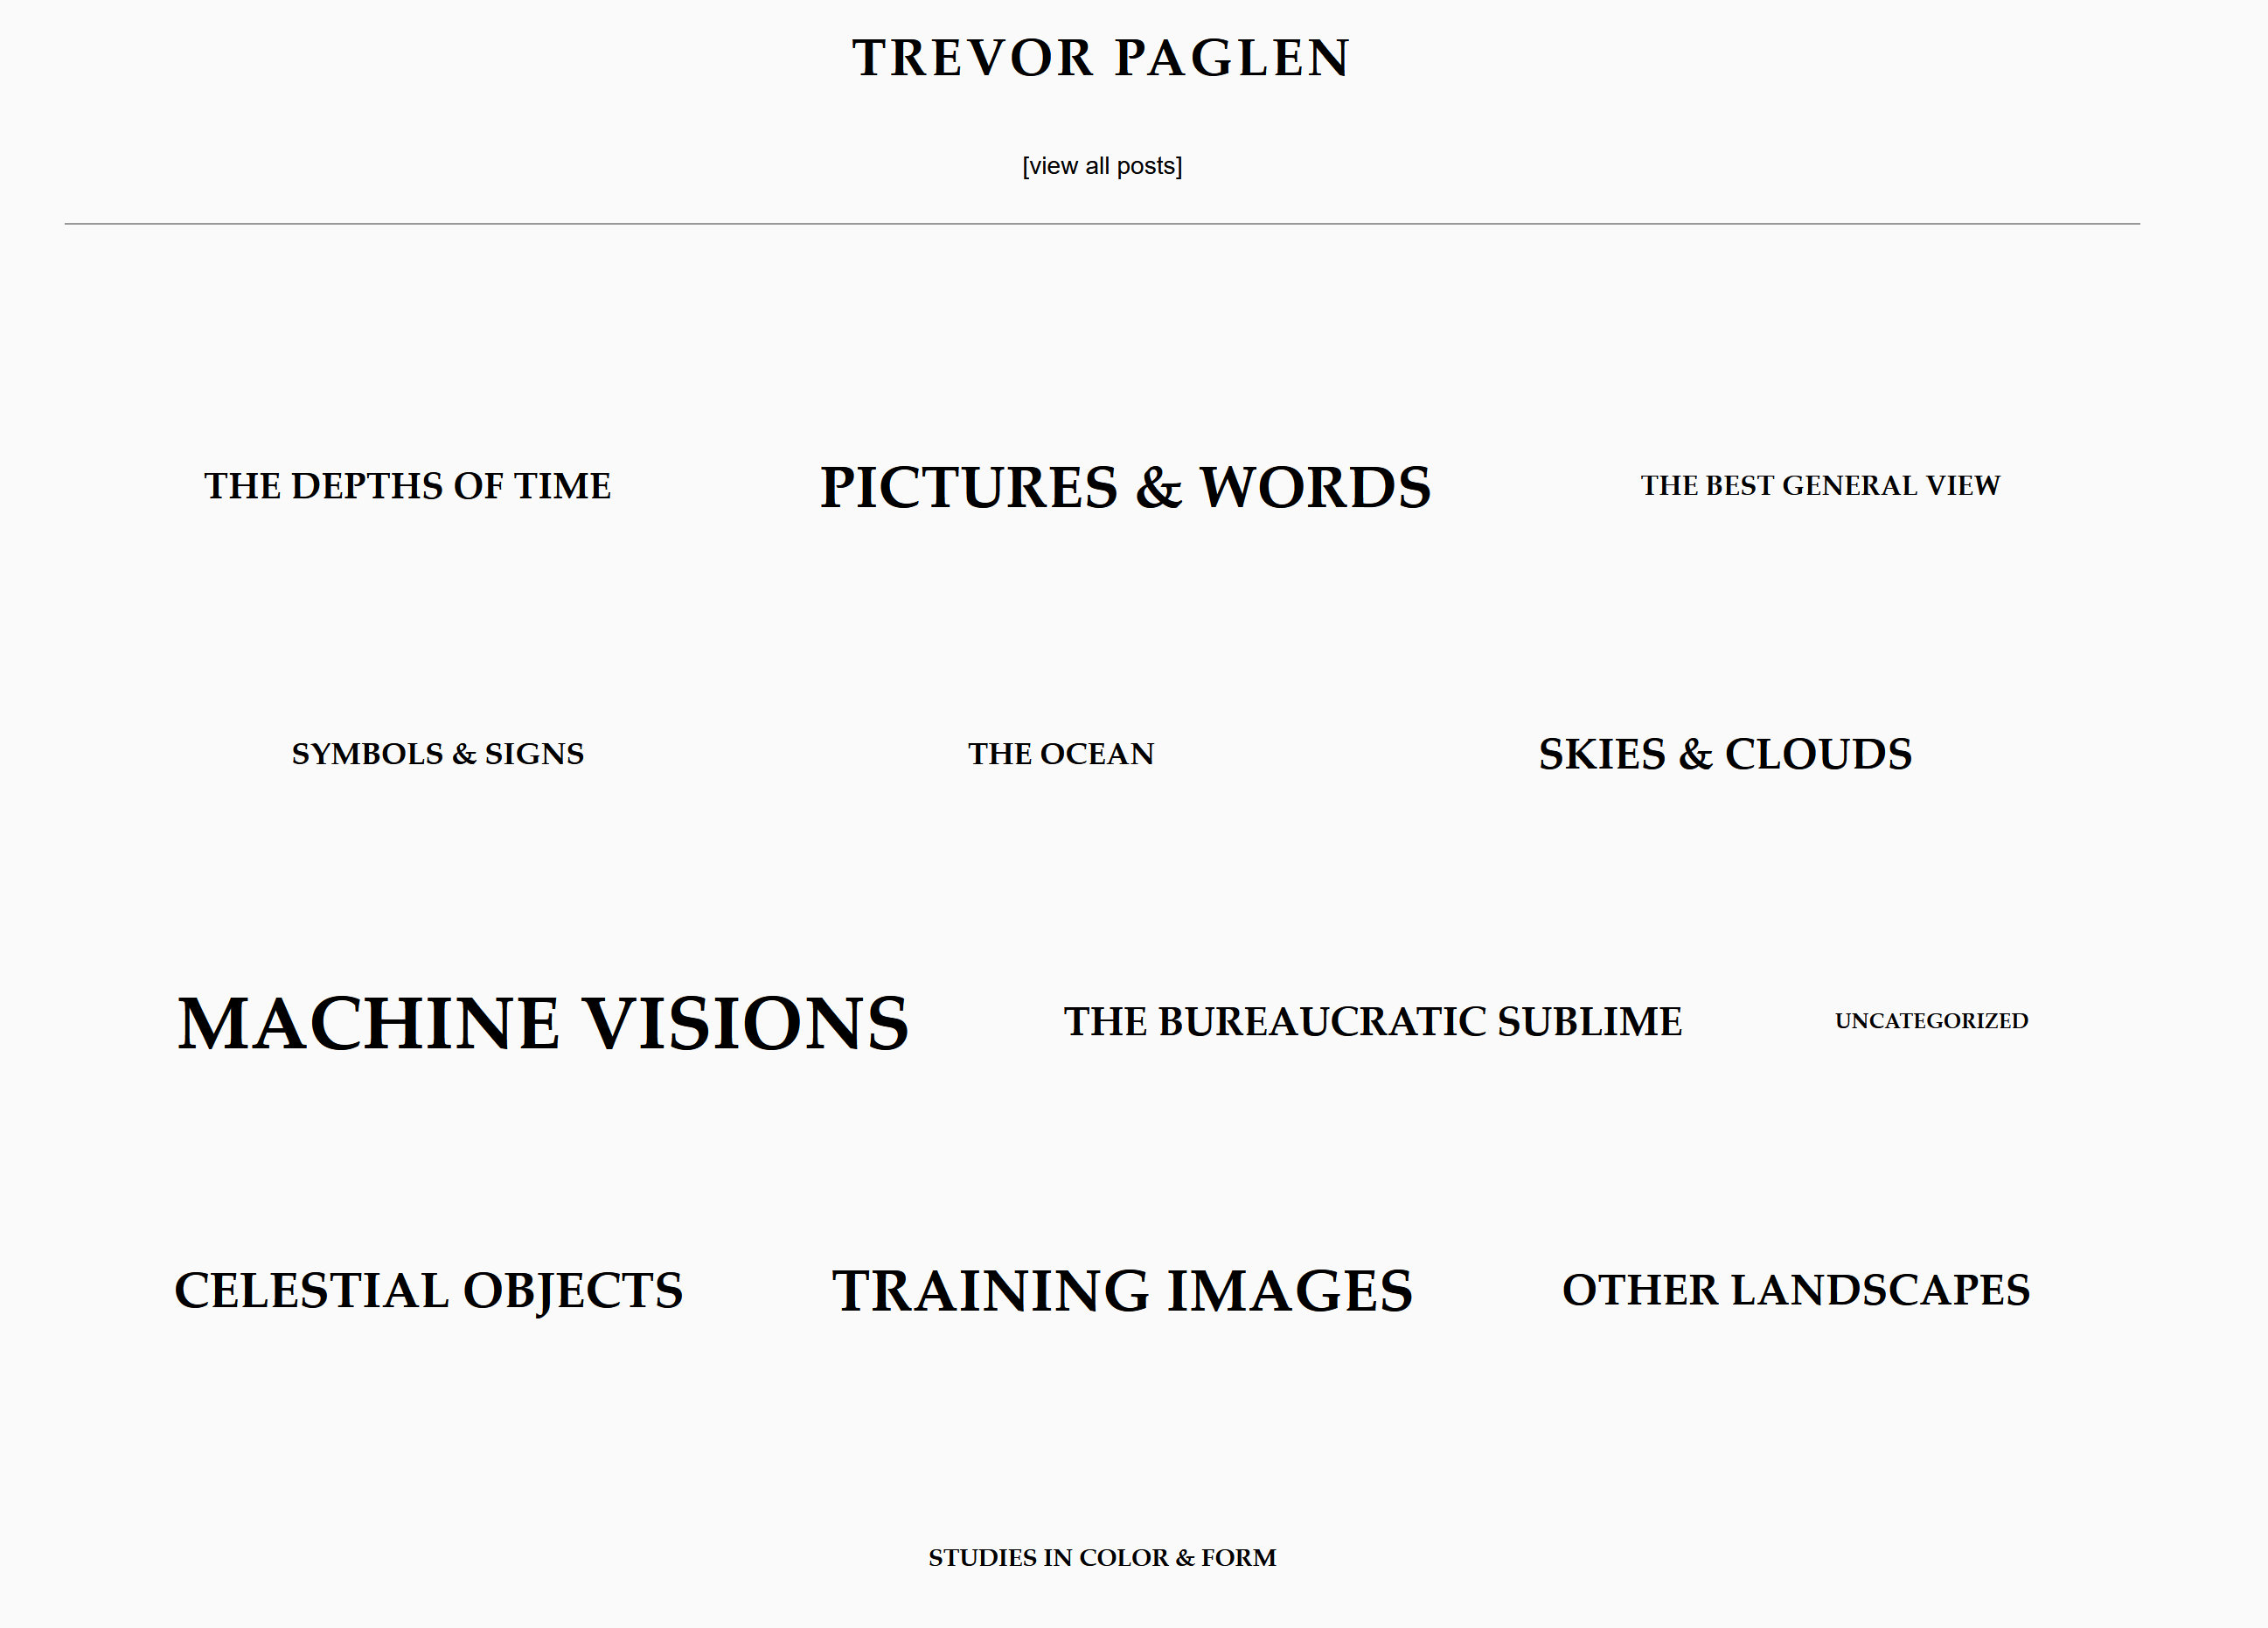 TREVOR PAGLEN
[view all posts]
THE DEPTHS OF TIME
PICTURES & WORDS
THE BEST GENERAL VIEW
SYMBOLS & SIGNS
THE OCEAN
SKIES & CLOUDS
MACHINE VISIONS
THE BUREAUCRATIC SUBLIME
UNCATEGORIZED
CELESTIAL OBJECTS
TRAINING IMAGES
OTHER LANDSCAPES
STUDIES IN COLOR & FORM